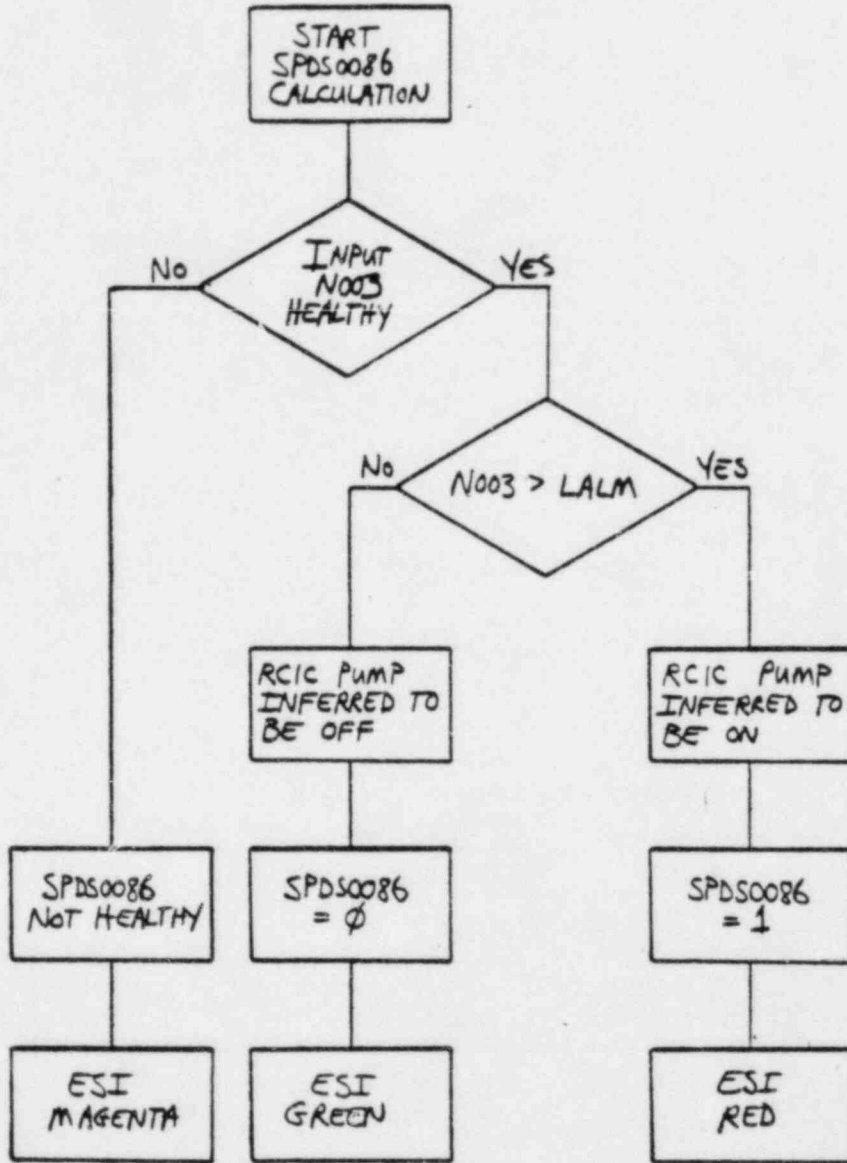 START
SPDS0086
CALCULATION
INPUT
N003
HEALTHY
NO
YES
N003 > LALM
NO
YES
RCIC PUMP
INFERRED TO
BE OFF
RCIC PUMP
INFERRED TO
BE ON
SPDS0086
NOT HEALTHY
SPDS0086
= Ø
SPDS0086
= 1
ESI
MAGENTA
ESI
GREEN
ESI
RED